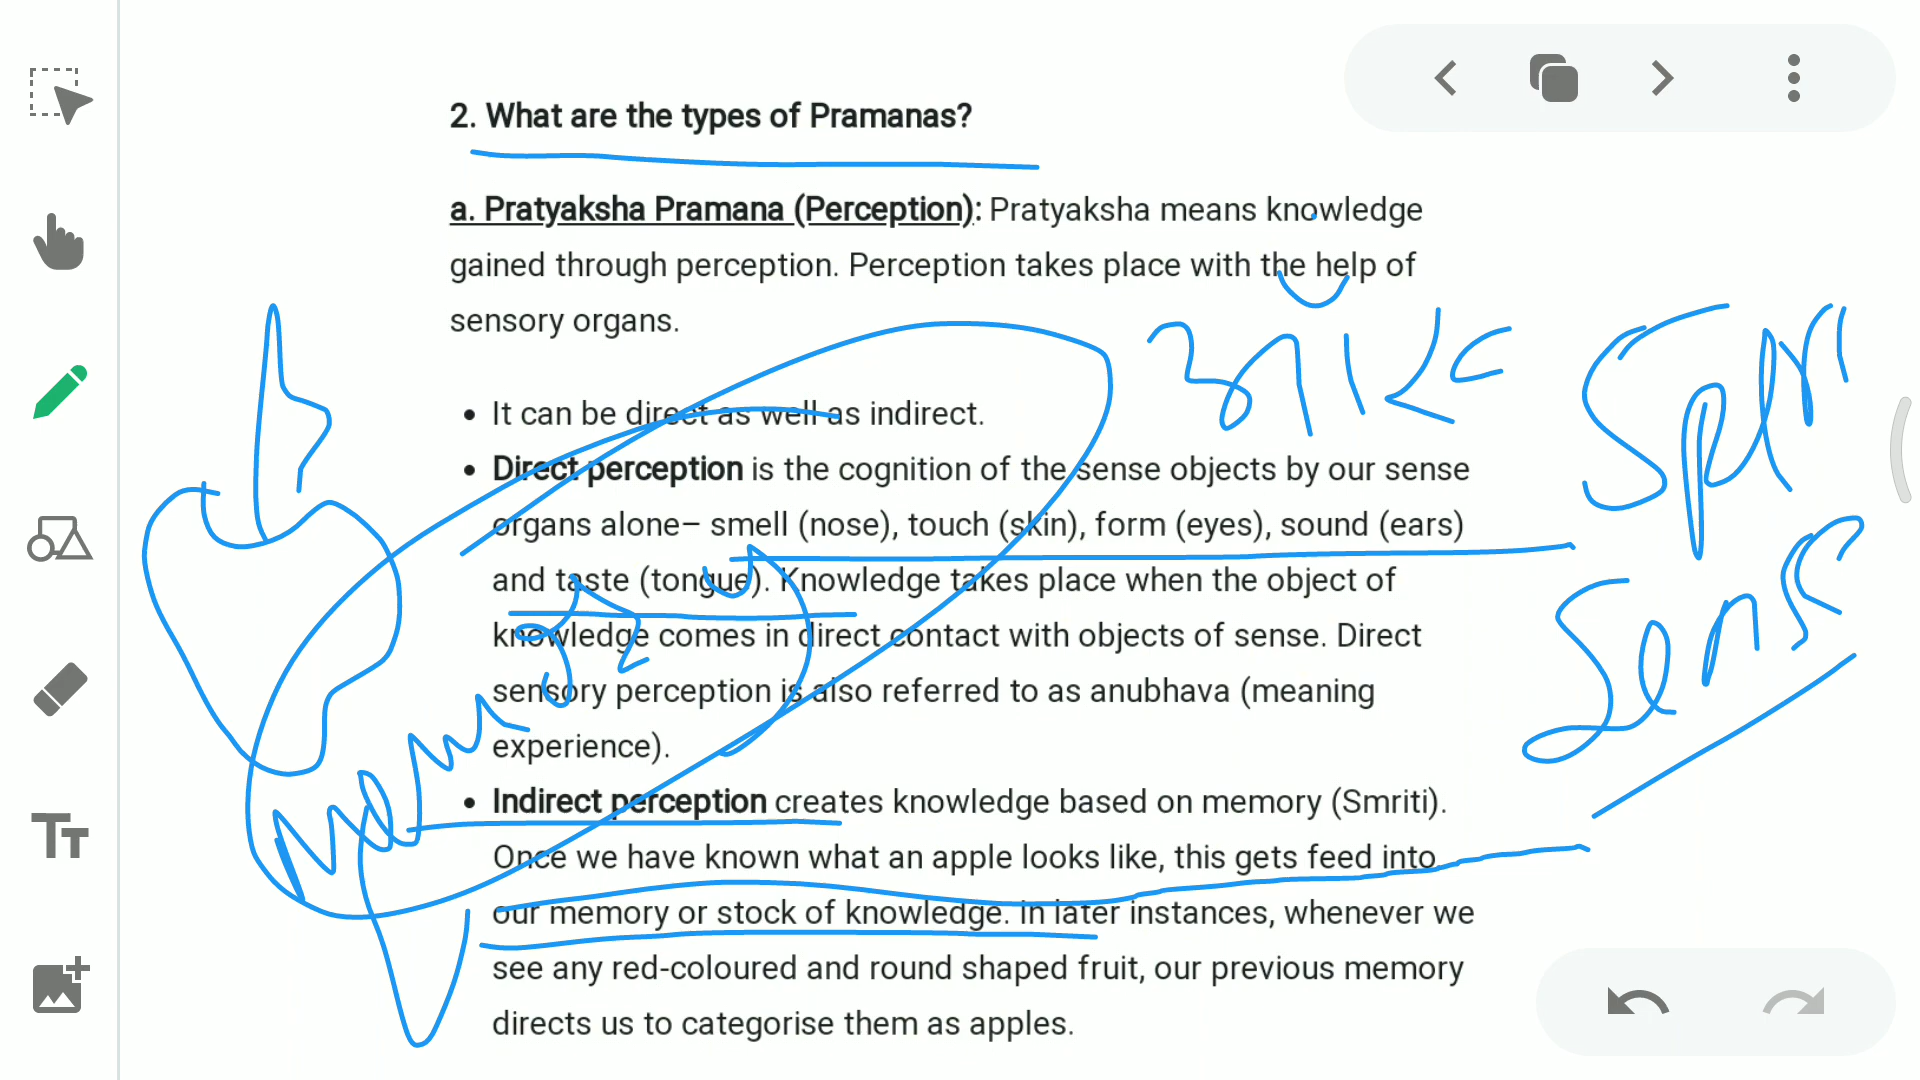 2. What are the types of Pramanas?
a. Pratyaksha Pramana (Perception): Pratyaksha means knowledge
gained through perception. Perception takes place with the help of
sensory organs.
• It can be direct as well as indirect.
• Direct perception is the cognition of the sense objects by our sense
organs alone– smell (nose), touch (skin), form (eyes), sound (ears)
and taste (tongue). Knowledge takes place when the object of
knowledge comes in direct contact with objects of sense. Direct
sensory perception is also referred to as anubhava (meaning
experience).
• Indirect perception creates knowledge based on memory (Smriti).
Once we have known what an apple looks like, this gets feed into
our memory or stock of knowledge. In later instances, whenever we
see any red-coloured and round shaped fruit, our previous memory
directs us to categorise them as apples.
Sense
TT